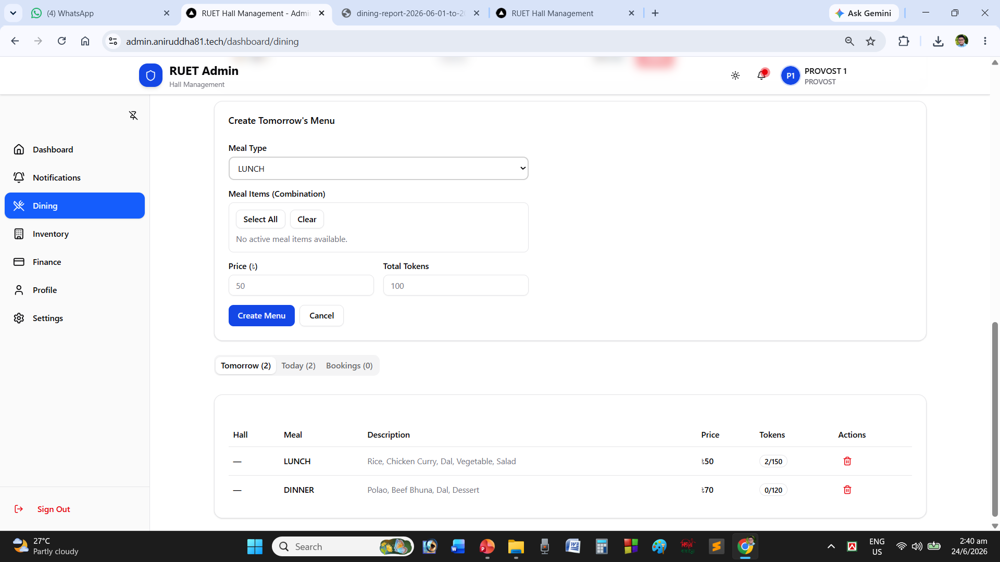 (4) WhatsApp
RUET Hall Management - Admi
dining-report-2026-06-01-to-2
RUET Hall Management
Ask Gemini
admin.aniruddha81.tech/dashboard/dining
RUET Admin
Hall Management
P1
PROVOST 1
PROVOST
Dashboard
Notifications
Dining
Inventory
Finance
Profile
Settings
Sign Out
Create Tomorrow's Menu
Meal Type
LUNCH
Meal Items (Combination)
Select All
Clear
No active meal items available.
Price (৳)
Total Tokens
50
100
Create Menu
Cancel
Tomorrow (2)
Today (2)
Bookings (0)
Hall
Meal
Description
Price
Tokens
Actions
— LUNCH Rice, Chicken Curry, Dal, Vegetable, Salad ৳50 2/150
— DINNER Polao, Beef Bhuna, Dal, Dessert ৳70 0/120
27°C
Partly cloudy
Search
ENG
US
2:40 am
24/6/2026